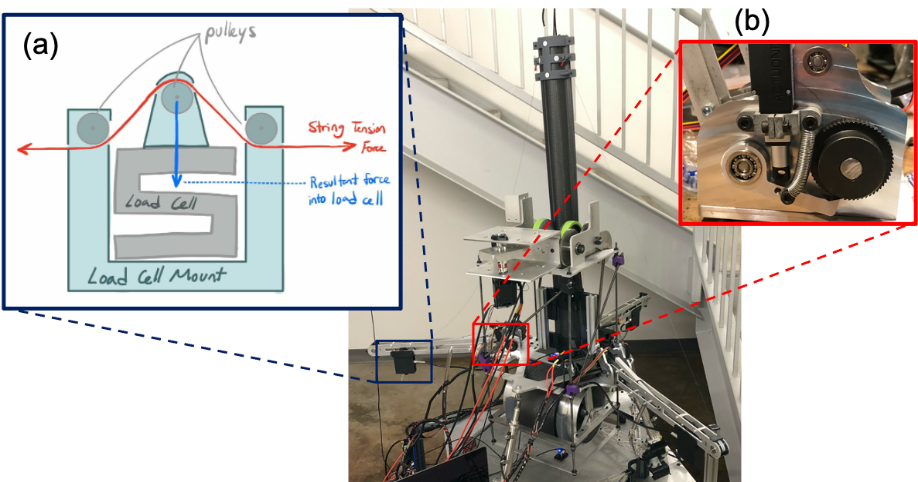 (a)
pulleys
String Tension
Force
Resultant force
into load cell
Load Cell
Load Cell Mount
(b)